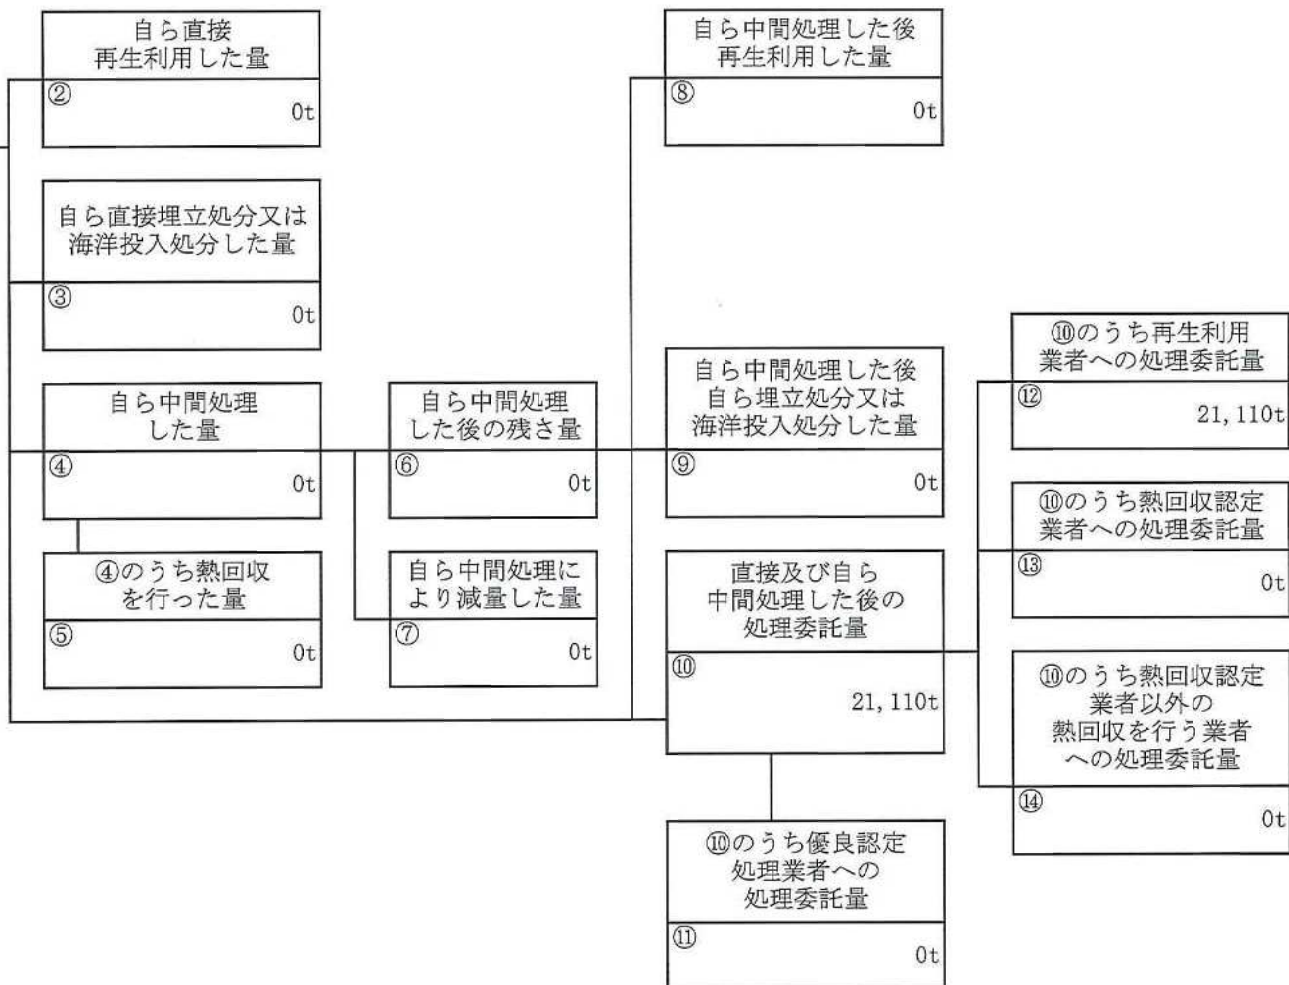 自ら直接
再生利用した量
②
0t
自ら直接埋立処分又は
海洋投入処分した量
③
0t
自ら中間処理
した量
④
0t
④のうち熱回収
を行った量
⑤
0t
自ら中間処理
した後の残さ量
⑥
0t
自ら中間処理に
より減量した量
⑦
0t
自ら中間処理した後
再生利用した量
⑧
0t
自ら中間処理した後
自ら埋立処分又は
海洋投入処分した量
⑨
0t
直接及び自ら
中間処理した後の
処理委託量
⑩
21,110t
⑩のうち優良認定
処理業者への
処理委託量
⑪
0t
⑩のうち再生利用
業者への処理委託量
⑫
21,110t
⑩のうち熱回収認定
業者への処理委託量
⑬
0t
⑩のうち熱回収認定
業者以外の
熱回収を行う業者
への処理委託量
⑭
0t